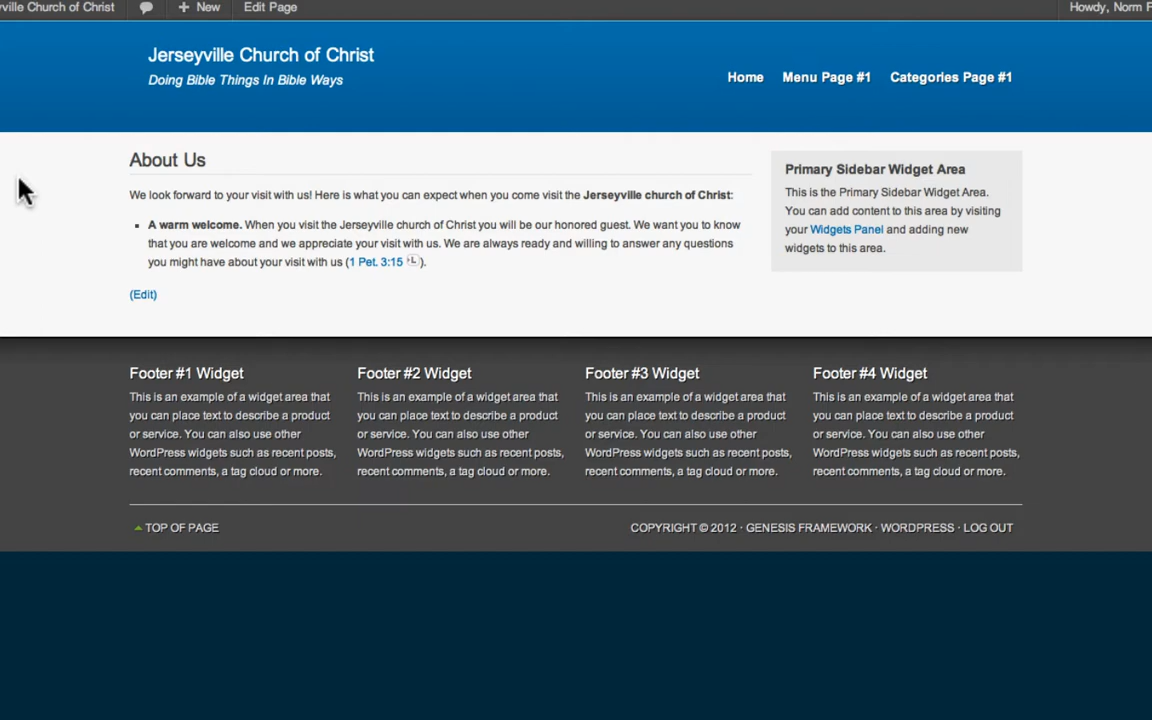 ville Church of Christ New Edit Page Howdy, Norm F
Jerseyville Church of Christ
Doing Bible Things In Bible Ways
Home Menu Page #1 Categories Page #1
About Us
We look forward to your visit with us! Here is what you can expect when you come visit the Jerseyville church of Christ:
A warm welcome. When you visit the Jerseyville church of Christ you will be our honored guest. We want you to know
that you are welcome and we appreciate your visit with us. We are always ready and willing to answer any questions
you might have about your visit with us (1 Pet. 3:15 L).
(Edit)
Primary Sidebar Widget Area
This is the Primary Sidebar Widget Area.
You can add content to this area by visiting
your Widgets Panel and adding new
widgets to this area.
Footer #1 Widget
This is an example of a widget area that
you can place text to describe a product
or service. You can also use other
WordPress widgets such as recent posts,
recent comments, a tag cloud or more.
Footer #2 Widget
This is an example of a widget area that
you can place text to describe a product
or service. You can also use other
WordPress widgets such as recent posts,
recent comments, a tag cloud or more.
Footer #3 Widget
This is an example of a widget area that
you can place text to describe a product
or service. You can also use other
WordPress widgets such as recent posts,
recent comments, a tag cloud or more.
Footer #4 Widget
This is an example of a widget area that
you can place text to describe a product
or service. You can also use other
WordPress widgets such as recent posts,
recent comments, a tag cloud or more.
TOP OF PAGE
COPYRIGHT © 2012 · GENESIS FRAMEWORK · WORDPRESS · LOG OUT